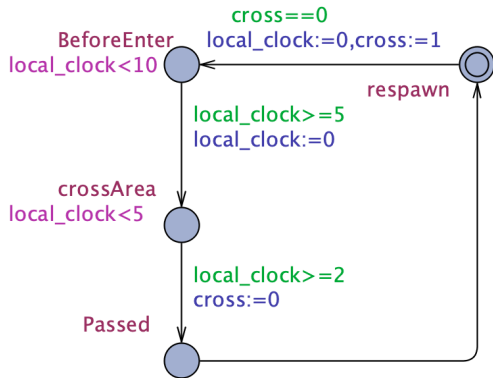 cross==0
BeforeEnter
local_clock:=0,cross:=1
local_clock<10
respawn
local_clock>=5
local_clock:=0
crossArea
local_clock<5
local_clock>=2
cross:=0
Passed